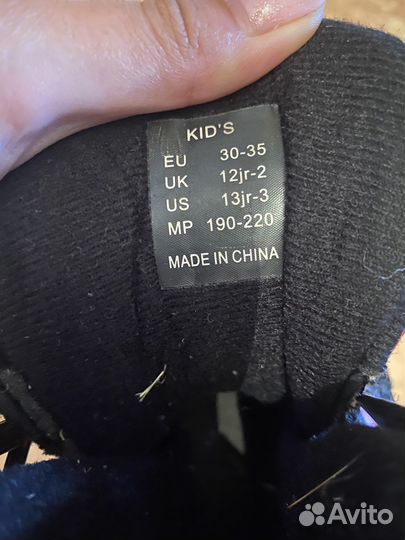 KID'S
EU 30-35
UK 12jr-2
US 13jr-3
MP 190-220
MADE IN CHINA
Avito